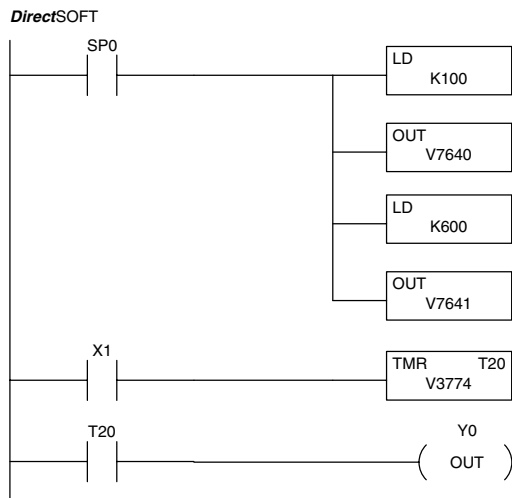 DirectSOFT
SP0
LD
K100
OUT
V7640
LD
K600
OUT
V7641
X1
TMR T20
V3774
T20
Y0
OUT